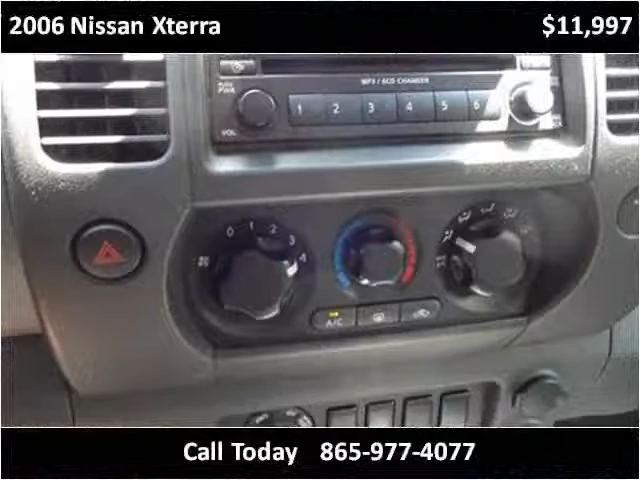 2006 Nissan Xterra $11,997
MP3 / 6CD CHANGER
PWR
1 2 3 4 5 6
VOL
0 1 2 3 4
A/C
Call Today 865-977-4077